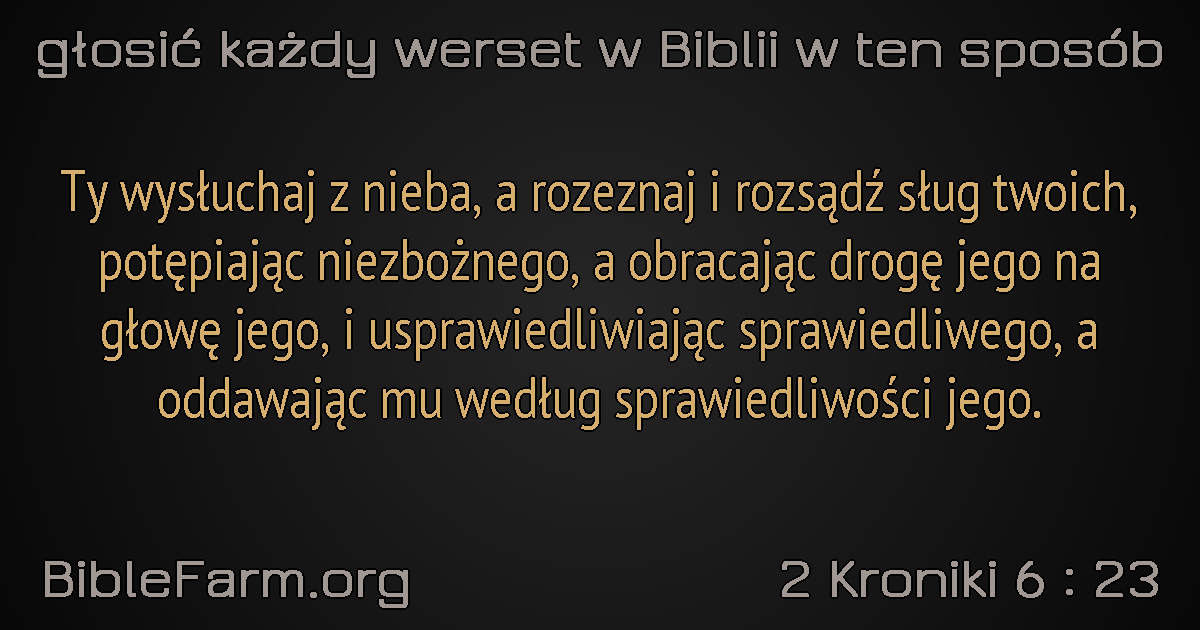 głosić każdy werset w Biblii w ten sposób
Ty wysłuchaj z nieba, a rozeznaj i rozsądź sług twoich,
potępiając niezbożnego, a obracając drogę jego na
głowę jego, i usprawiedliwiając sprawiedliwego, a
oddawając mu według sprawiedliwości jego.
BibleFarm.org
2 Kroniki 6 : 23